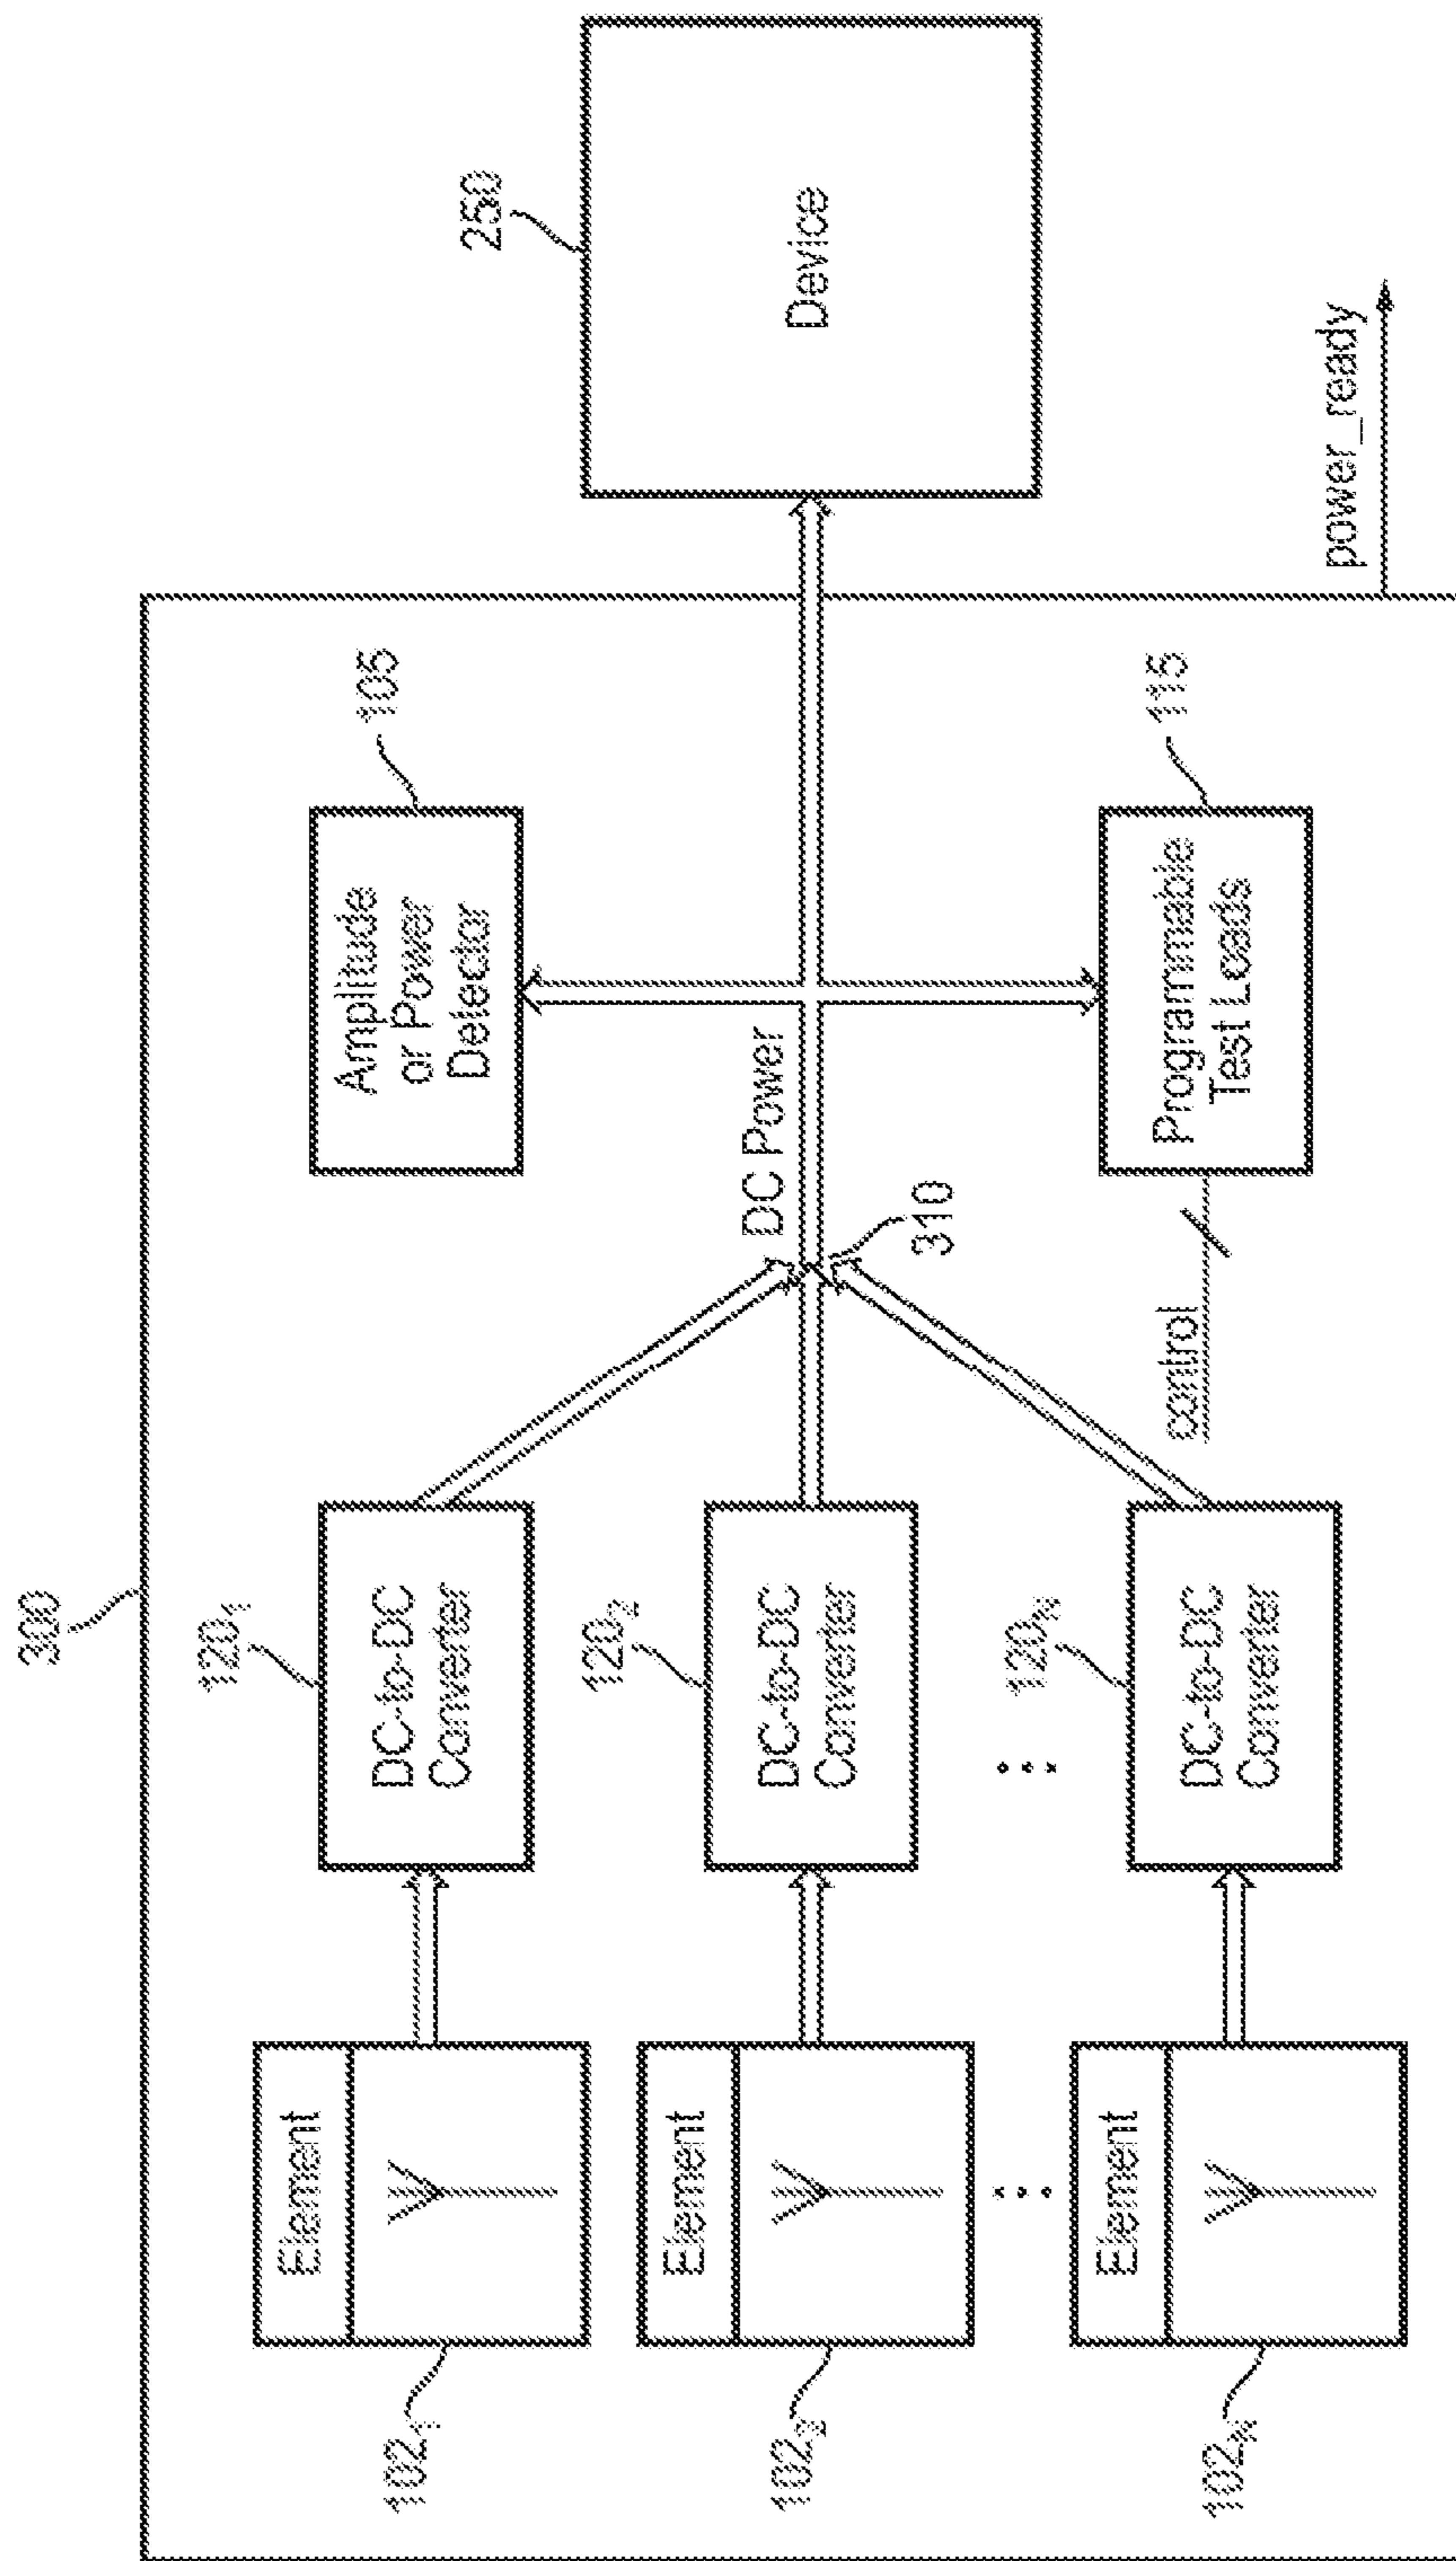 300
Element
102₁
DC-to-DC
Converter
120₁
Element
102₂
DC-to-DC
Converter
120₂
Element
102N
DC-to-DC
Converter
120N
310
DC Power
Amplitude
or Power
Detector
105
control
Programmable
Test Loads
115
Device
250
power_ready